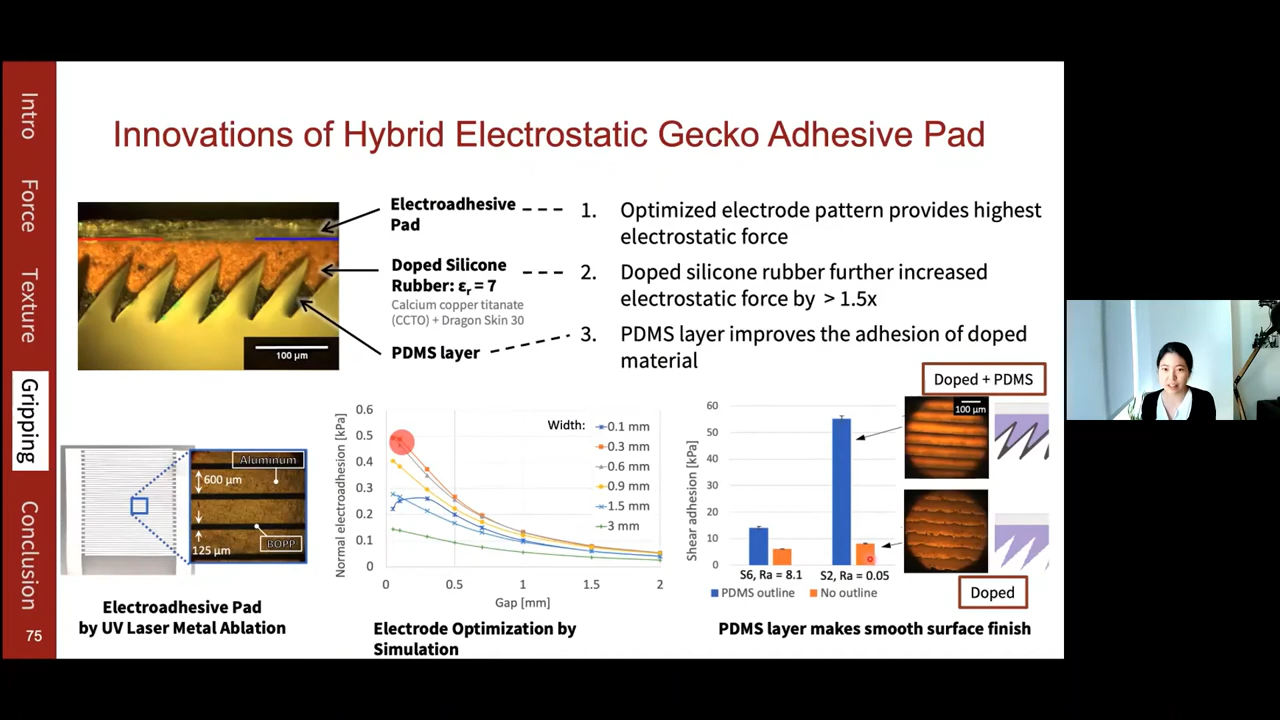 Intro
Force
Texture
Gripping
Conclusion
75
Innovations of Hybrid Electrostatic Gecko Adhesive Pad
100 µm
Electroadhesive
Pad
Doped Silicone
Rubber: εr = 7
Calcium copper titanate
(CCTO) + Dragon Skin 30
PDMS layer
1. Optimized electrode pattern provides highest
electrostatic force
2. Doped silicone rubber further increased
electrostatic force by > 1.5x
3. PDMS layer improves the adhesion of doped
material
Aluminum
600 µm
BOPP
125 µm
Electroadhesive Pad
by UV Laser Metal Ablation
Normal electroadhesion [kPa]
0.6
0.5
0.4
0.3
0.2
0.1
0
0
0.5
1
1.5
2
Gap [mm]
Width:
0.1 mm
0.3 mm
0.6 mm
0.9 mm
1.5 mm
3 mm
Electrode Optimization by
Simulation
Shear adhesion [kPa]
60
50
40
30
20
10
0
S6, Ra = 8.1
S2, Ra = 0.05
PDMS outline
No outline
Doped + PDMS
100 µm
Doped
PDMS layer makes smooth surface finish